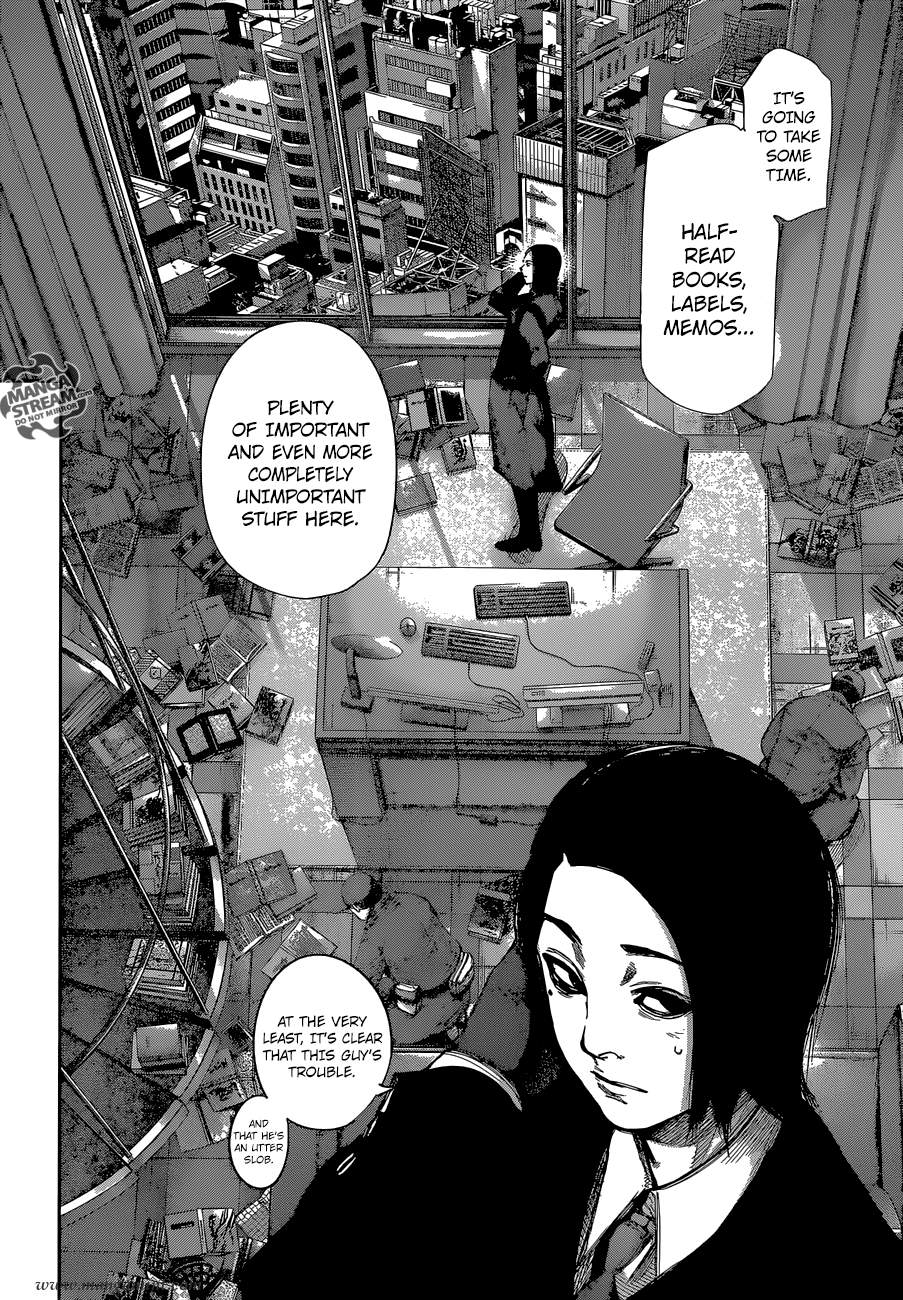 IT'S
GOING
TO TAKE
SOME
TIME.
HALF-
READ
BOOKS,
LABELS,
MEMOS...
PLENTY
OF IMPORTANT
AND EVEN MORE
COMPLETELY
UNIMPORTANT
STUFF HERE.
MANGA
STREAM.com
DO NOT MIRROR!
AT THE VERY
LEAST, IT'S CLEAR
THAT THIS GUY'S
TROUBLE.
AND
THAT HE'S
AN UTTER
SLOB.